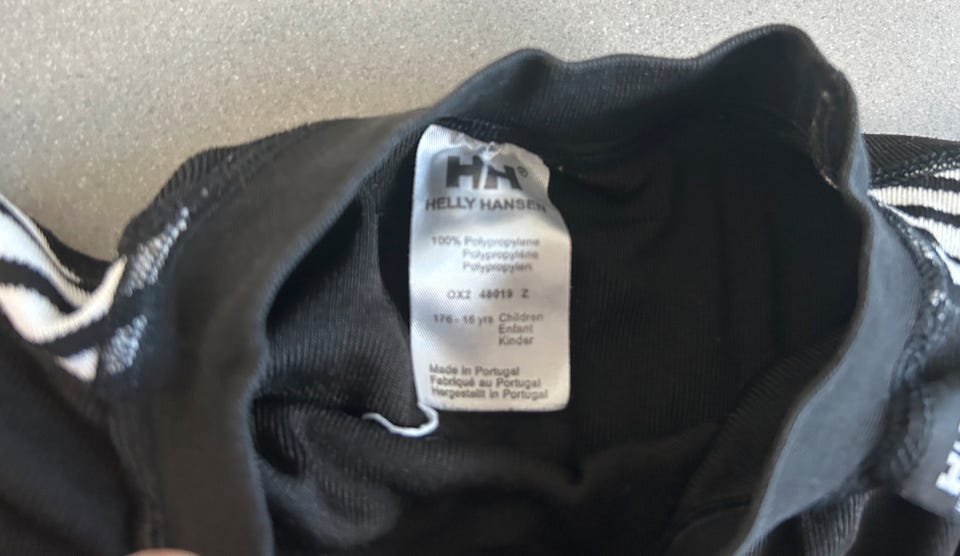 HH®
HELLY HANSEN
100% Polypropylene
Polypropylène
Polypropylen
OX2 48019 Z
176 - 16 yrs Children
Enfant
Kinder
Made in Portugal
Fabriqué au Portugal
Hergestellt in Portugal